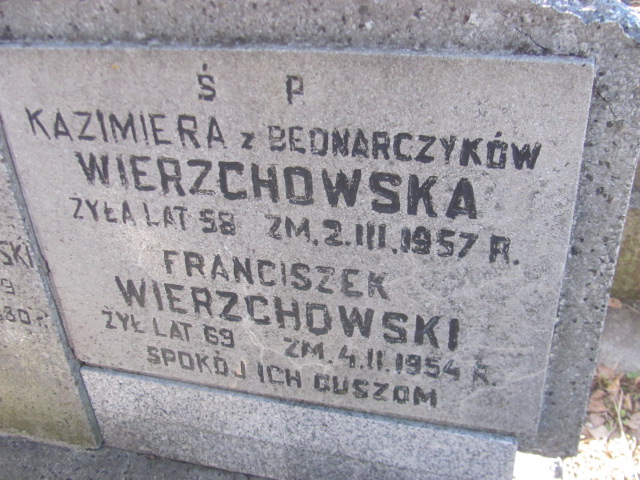 Ś P
KAZIMIERA z BEDNARCZYKÓW
WIERZCHOWSKA
ŻYŁA LAT 58 ZM. 2.III.1957 R.
FRANCISZEK
WIERZCHOWSKI
ŻYŁ LAT 69 ZM. 4.II.1954 R.
SPOKÓJ ICH DUSZOM